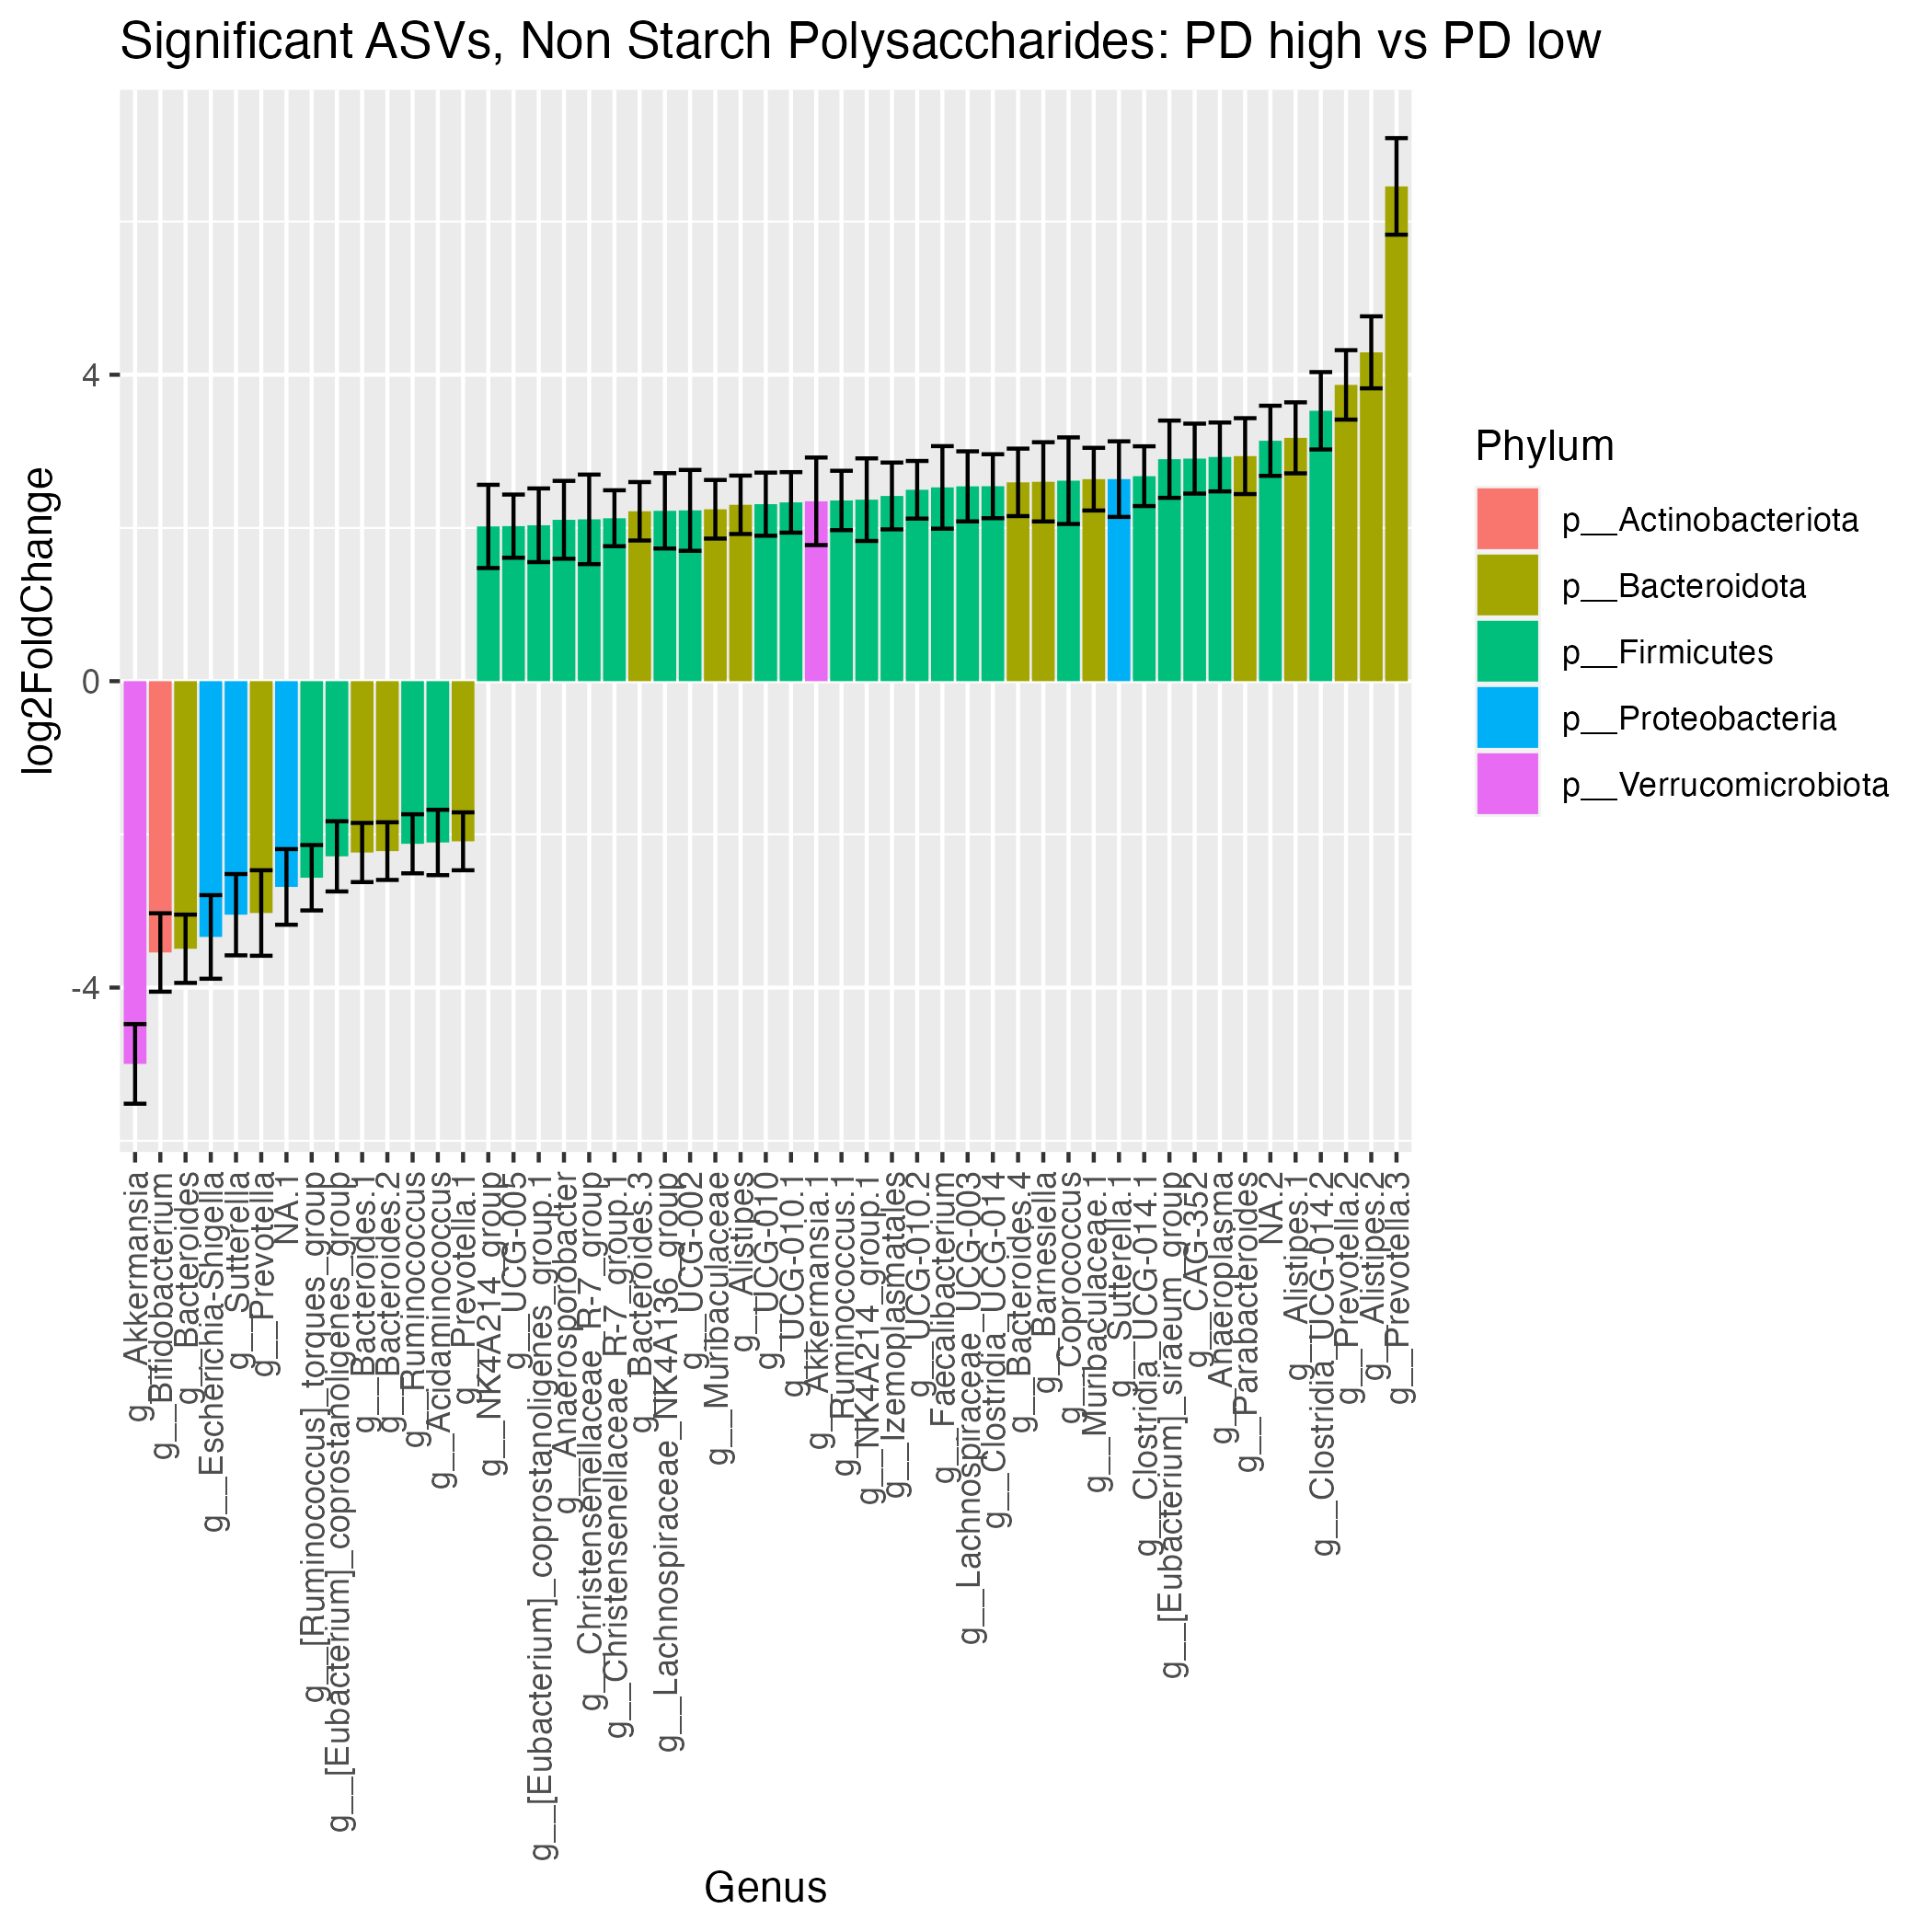 Significant ASVs, Non Starch Polysaccharides: PD high vs PD low
log2FoldChange
4
0
-4
g__Akkermansia
g__Bifidobacterium
g__Bacteroides
g__Escherichia-Shigella
g__Sutterella
g__Prevotella
NA.1
g__[Ruminococcus]_torques_group
g__[Eubacterium]_coprostanoligenes_group
g__Bacteroides.1
g__Bacteroides.2
g__Ruminococcus
g__Acidaminococcus
g__Prevotella.1
g__NK4A214_group
g__UCG-005
g__[Eubacterium]_coprostanoligenes_group.1
g__Anaerosporobacter
g__Christensenellaceae_R-7_group
g__Christensenellaceae_R-7_group.1
g__Bacteroides.3
g__Lachnospiraceae_NK4A136_group
g__UCG-002
g__Muribaculaceae
g__Alistipes
g__UCG-010
g__UCG-010.1
g__Akkermansia.1
g__Ruminococcus.1
g__NK4A214_group.1
g__Izemoplasmatales
g__UCG-010.2
g__Faecalibacterium
g__Lachnospiraceae_UCG-003
g__Clostridia_UCG-014
g__Bacteroides.4
g__Barnesiella
g__Coprococcus
g__Muribaculaceae.1
g__Sutterella.1
g__Clostridia_UCG-014.1
g__[Eubacterium]_siraeum_group
g__CAG-352
g__Anaeroplasma
g__Parabacteroides
NA.2
g__Alistipes.1
g__Clostridia_UCG-014.2
g__Prevotella.2
g__Alistipes.2
g__Prevotella.3
Genus
Phylum
p__Actinobacteriota
p__Bacteroidota
p__Firmicutes
p__Proteobacteria
p__Verrucomicrobiota